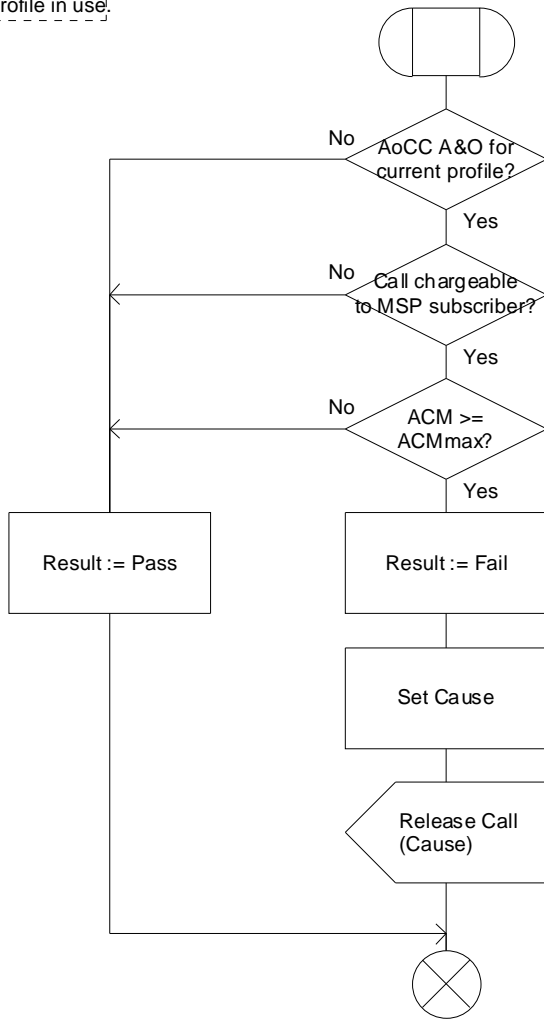 rofile in use.
No
AoCC A&O for
current profile?
Yes
No
Call chargeable
to MSP subscriber?
Yes
No
ACM >=
ACMmax?
Yes
Result := Pass
Result := Fail
Set Cause
Release Call
(Cause)